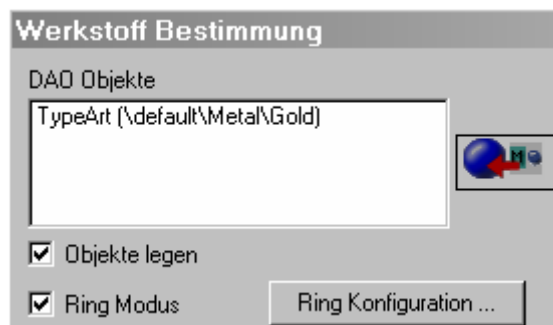 Werkstoff Bestimmung
DAO Objekte
TypeArt (\default\Metal\Gold)
M
Objekte legen
Ring Modus
Ring Konfiguration ...